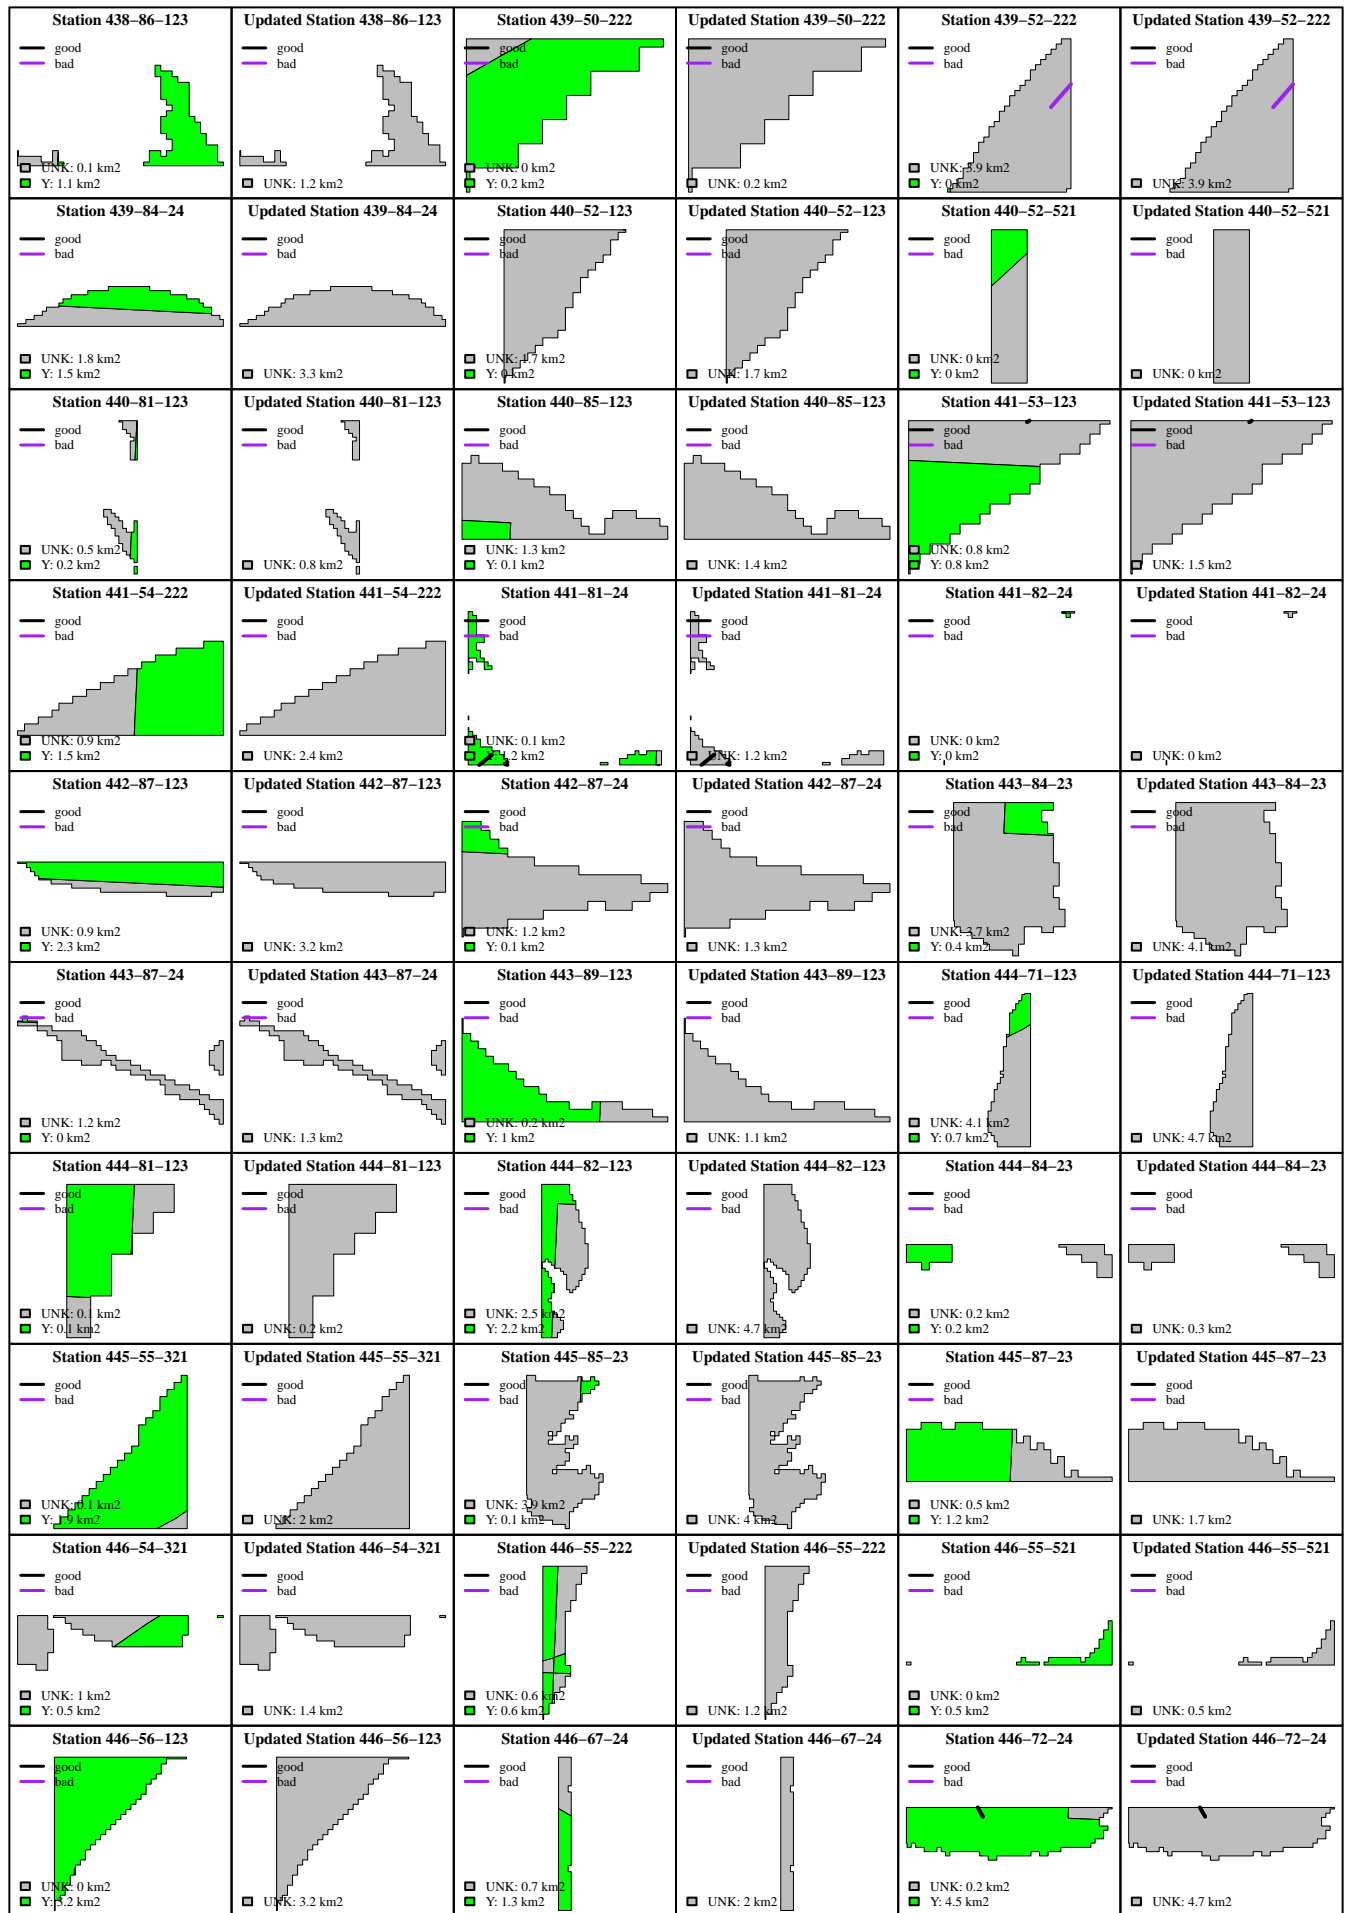 Station 438−86−123
good
bad
UNK: 0.1 km2
Y: 1.1 km2
Updated Station 438−86−123
good
bad
UNK: 1.2 km2
Station 439−50−222
good
bad
UNK: 0 km2
Y: 0.2 km2
Updated Station 439−50−222
good
bad
UNK: 0.2 km2
Station 439−52−222
good
bad
UNK: 3.9 km2
Y: 0 km2
Updated Station 439−52−222
good
bad
UNK: 3.9 km2
Station 439−84−24
good
bad
UNK: 1.8 km2
Y: 1.5 km2
Updated Station 439−84−24
good
bad
UNK: 3.3 km2
Station 440−52−123
good
bad
UNK: 1.7 km2
Y: 0 km2
Updated Station 440−52−123
good
bad
UNK: 1.7 km2
Station 440−52−521
good
bad
UNK: 0 km2
Y: 0 km2
Updated Station 440−52−521
good
bad
UNK: 0 km2
Station 440−81−123
good
bad
UNK: 0.5 km2
Y: 0.2 km2
Updated Station 440−81−123
good
bad
UNK: 0.8 km2
Station 440−85−123
good
bad
UNK: 1.3 km2
Y: 0.1 km2
Updated Station 440−85−123
good
bad
UNK: 1.4 km2
Station 441−53−123
good
bad
UNK: 0.8 km2
Y: 0.8 km2
Updated Station 441−53−123
good
bad
UNK: 1.5 km2
Station 441−54−222
good
bad
UNK: 0.9 km2
Y: 1.5 km2
Updated Station 441−54−222
good
bad
UNK: 2.4 km2
Station 441−81−24
good
bad
UNK: 0.1 km2
Y: 1.2 km2
Updated Station 441−81−24
good
bad
UNK: 1.2 km2
Station 441−82−24
good
bad
UNK: 0 km2
Y: 0 km2
Updated Station 441−82−24
good
bad
UNK: 0 km2
Station 442−87−123
good
bad
UNK: 0.9 km2
Y: 2.3 km2
Updated Station 442−87−123
good
bad
UNK: 3.2 km2
Station 442−87−24
good
bad
UNK: 1.2 km2
Y: 0.1 km2
Updated Station 442−87−24
good
bad
UNK: 1.3 km2
Station 443−84−23
good
bad
UNK: 3.7 km2
Y: 0.4 km2
Updated Station 443−84−23
good
bad
UNK: 4.1 km2
Station 443−87−24
good
bad
UNK: 1.2 km2
Y: 0 km2
Updated Station 443−87−24
good
bad
UNK: 1.3 km2
Station 443−89−123
good
bad
UNK: 0.2 km2
Y: 1 km2
Updated Station 443−89−123
good
bad
UNK: 1.1 km2
Station 444−71−123
good
bad
UNK: 4.1 km2
Y: 0.7 km2
Updated Station 444−71−123
good
bad
UNK: 4.7 km2
Station 444−81−123
good
bad
UNK: 0.1 km2
Y: 0.1 km2
Updated Station 444−81−123
good
bad
UNK: 0.2 km2
Station 444−82−123
good
bad
UNK: 2.5 km2
Y: 2.2 km2
Updated Station 444−82−123
good
bad
UNK: 4.7 km2
Station 444−84−23
good
bad
UNK: 0.2 km2
Y: 0.2 km2
Updated Station 444−84−23
good
bad
UNK: 0.3 km2
Station 445−55−321
good
bad
UNK: 0.1 km2
Y: 1.9 km2
Updated Station 445−55−321
good
bad
UNK: 2 km2
Station 445−85−23
good
bad
UNK: 3.9 km2
Y: 0.1 km2
Updated Station 445−85−23
good
bad
UNK: 4 km2
Station 445−87−23
good
bad
UNK: 0.5 km2
Y: 1.2 km2
Updated Station 445−87−23
good
bad
UNK: 1.7 km2
Station 446−54−321
good
bad
UNK: 1 km2
Y: 0.5 km2
Updated Station 446−54−321
good
bad
UNK: 1.4 km2
Station 446−55−222
good
bad
UNK: 0.6 km2
Y: 0.6 km2
Updated Station 446−55−222
good
bad
UNK: 1.2 km2
Station 446−55−521
good
bad
UNK: 0 km2
Y: 0.5 km2
Updated Station 446−55−521
good
bad
UNK: 0.5 km2
Station 446−56−123
good
bad
UNK: 0 km2
Y: 3.2 km2
Updated Station 446−56−123
good
bad
UNK: 3.2 km2
Station 446−67−24
good
bad
UNK: 0.7 km2
Y: 1.3 km2
Updated Station 446−67−24
good
bad
UNK: 2 km2
Station 446−72−24
good
bad
UNK: 0.2 km2
Y: 4.5 km2
Updated Station 446−72−24
good
bad
UNK: 4.7 km2